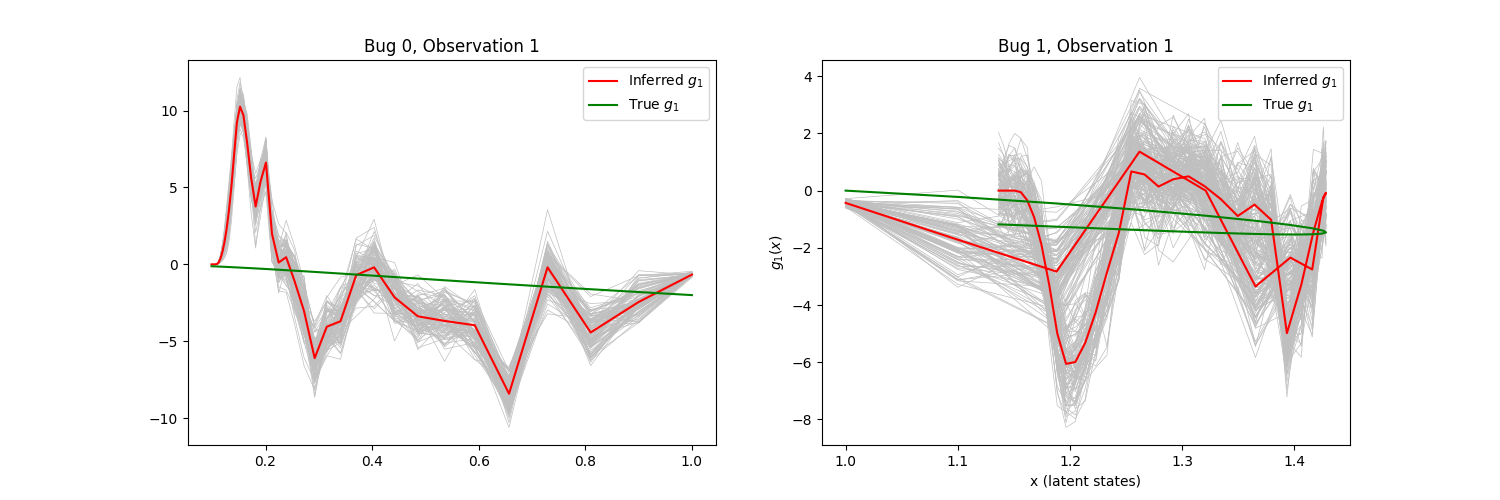 Bug 0, Observation 1
Inferred g₁
True g₁
10
5
0
−5
−10
0.2 0.4 0.6 0.8 1.0
Bug 1, Observation 1
Inferred g₁
True g₁
4
2
0
−2
−4
−6
−8
g₁(x)
1.0 1.1 1.2 1.3 1.4
x (latent states)